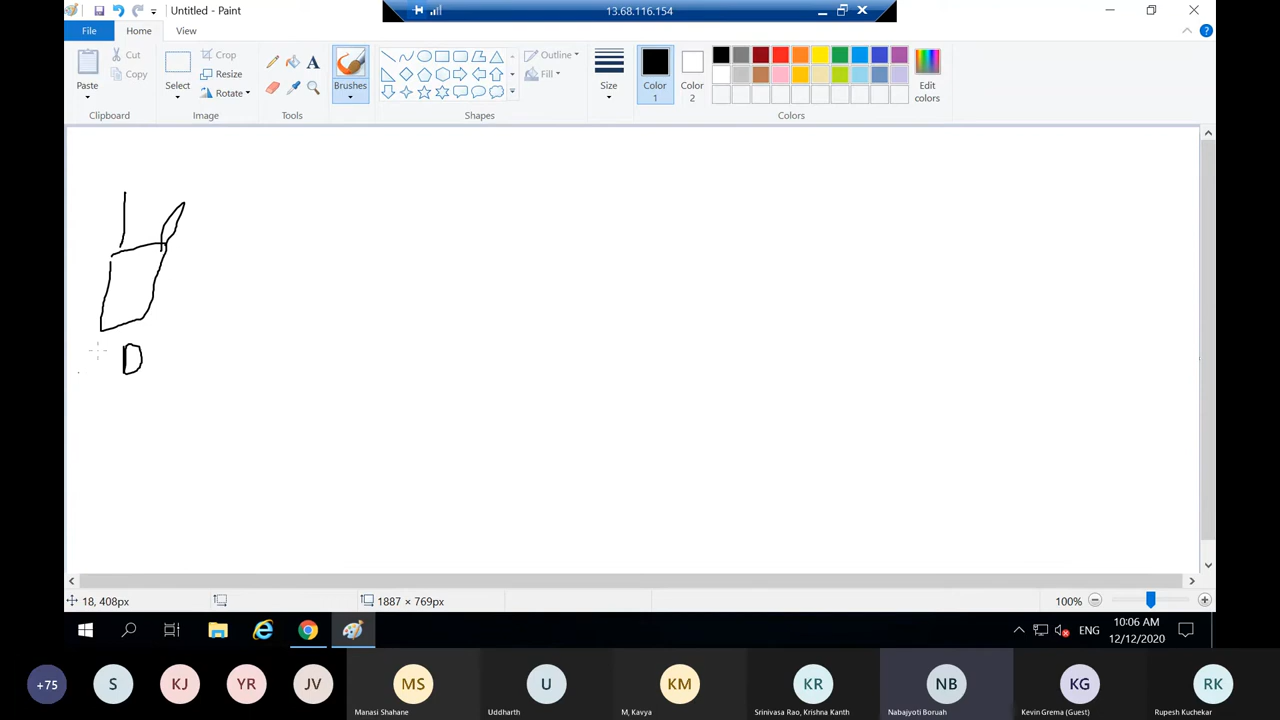 Untitled - Paint
13.68.116.154
File
Home
View
Paste
Cut
Copy
Clipboard
Select
Crop
Resize
Rotate
Image
A
Tools
Brushes
Outline
Fill
Shapes
Size
Color
1
Color
2
Edit
colors
Colors
D
18, 408px
1887 × 769px
100%
ENG
10:06 AM
12/12/2020
+75
S
KJ
YR
JV
MS
Manasi Shahane
U
Uddharth
KM
M, Kavya
KR
Srinivasa Rao, Krishna Kanth
NB
Nabajyoti Boruah
KG
Kevin Grema (Guest)
RK
Rupesh Kuchekar